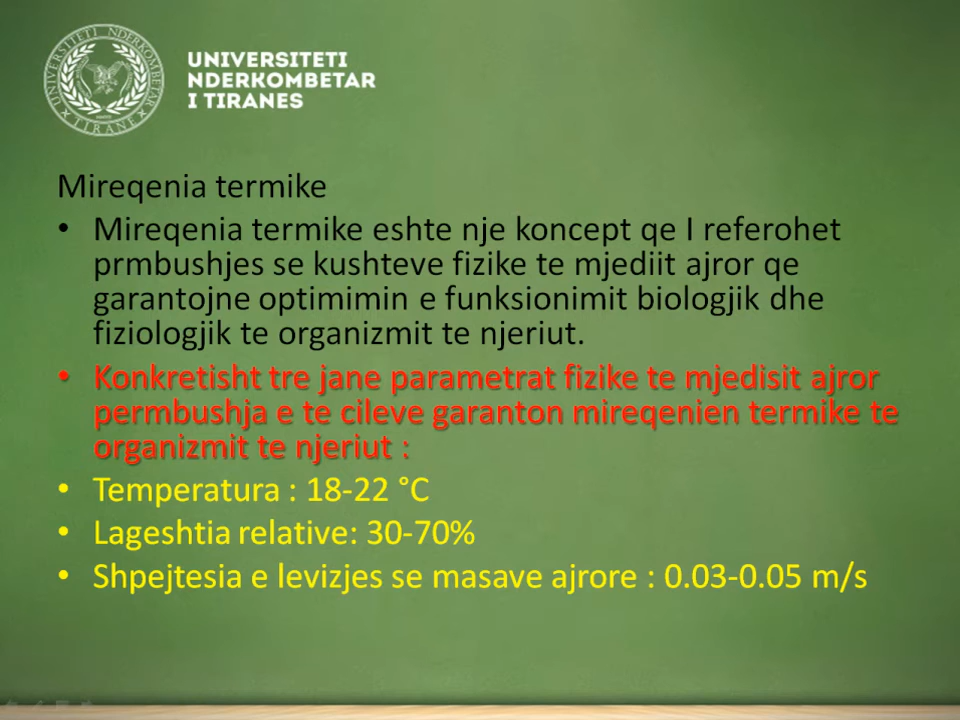 UNIVERSITETI NDERKOMBETAR
TIRANE
UNIVERSITETI
NDERKOMBETAR
I TIRANES
Mireqenia termike
• Mireqenia termike eshte nje koncept qe I referohet
prmbushjes se kushteve fizike te mjediit ajror qe
garantojne optimimin e funksionimit biologjik dhe
fiziologjik te organizmit te njeriut.
• Konkretisht tre jane parametrat fizike te mjedisit ajror
permbushja e te cileve garanton mireqenien termike te
organizmit te njeriut :
• Temperatura : 18-22 °C
• Lageshtia relative: 30-70%
• Shpejtesia e levizjes se masave ajrore : 0.03-0.05 m/s